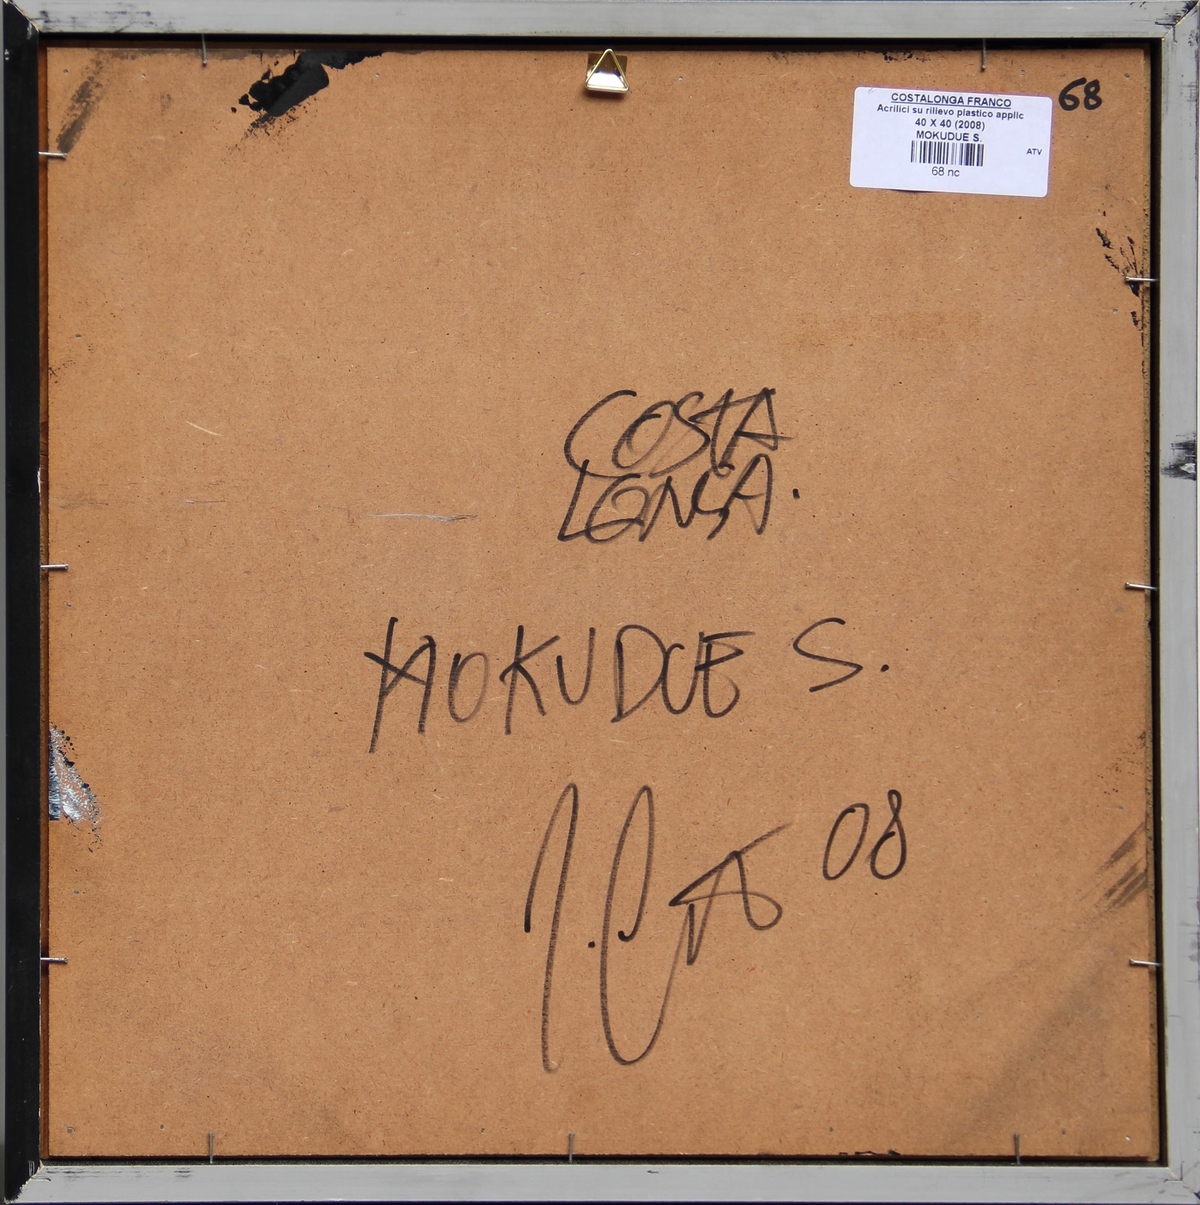 COSTALONGA FRANCO
Acrilici su rilievo plastico applic
40 X 40 (2008)
MOKUDUE S.
ATV
68 nc
68
COSTA
LONGA.
MOKUDUE S.
08